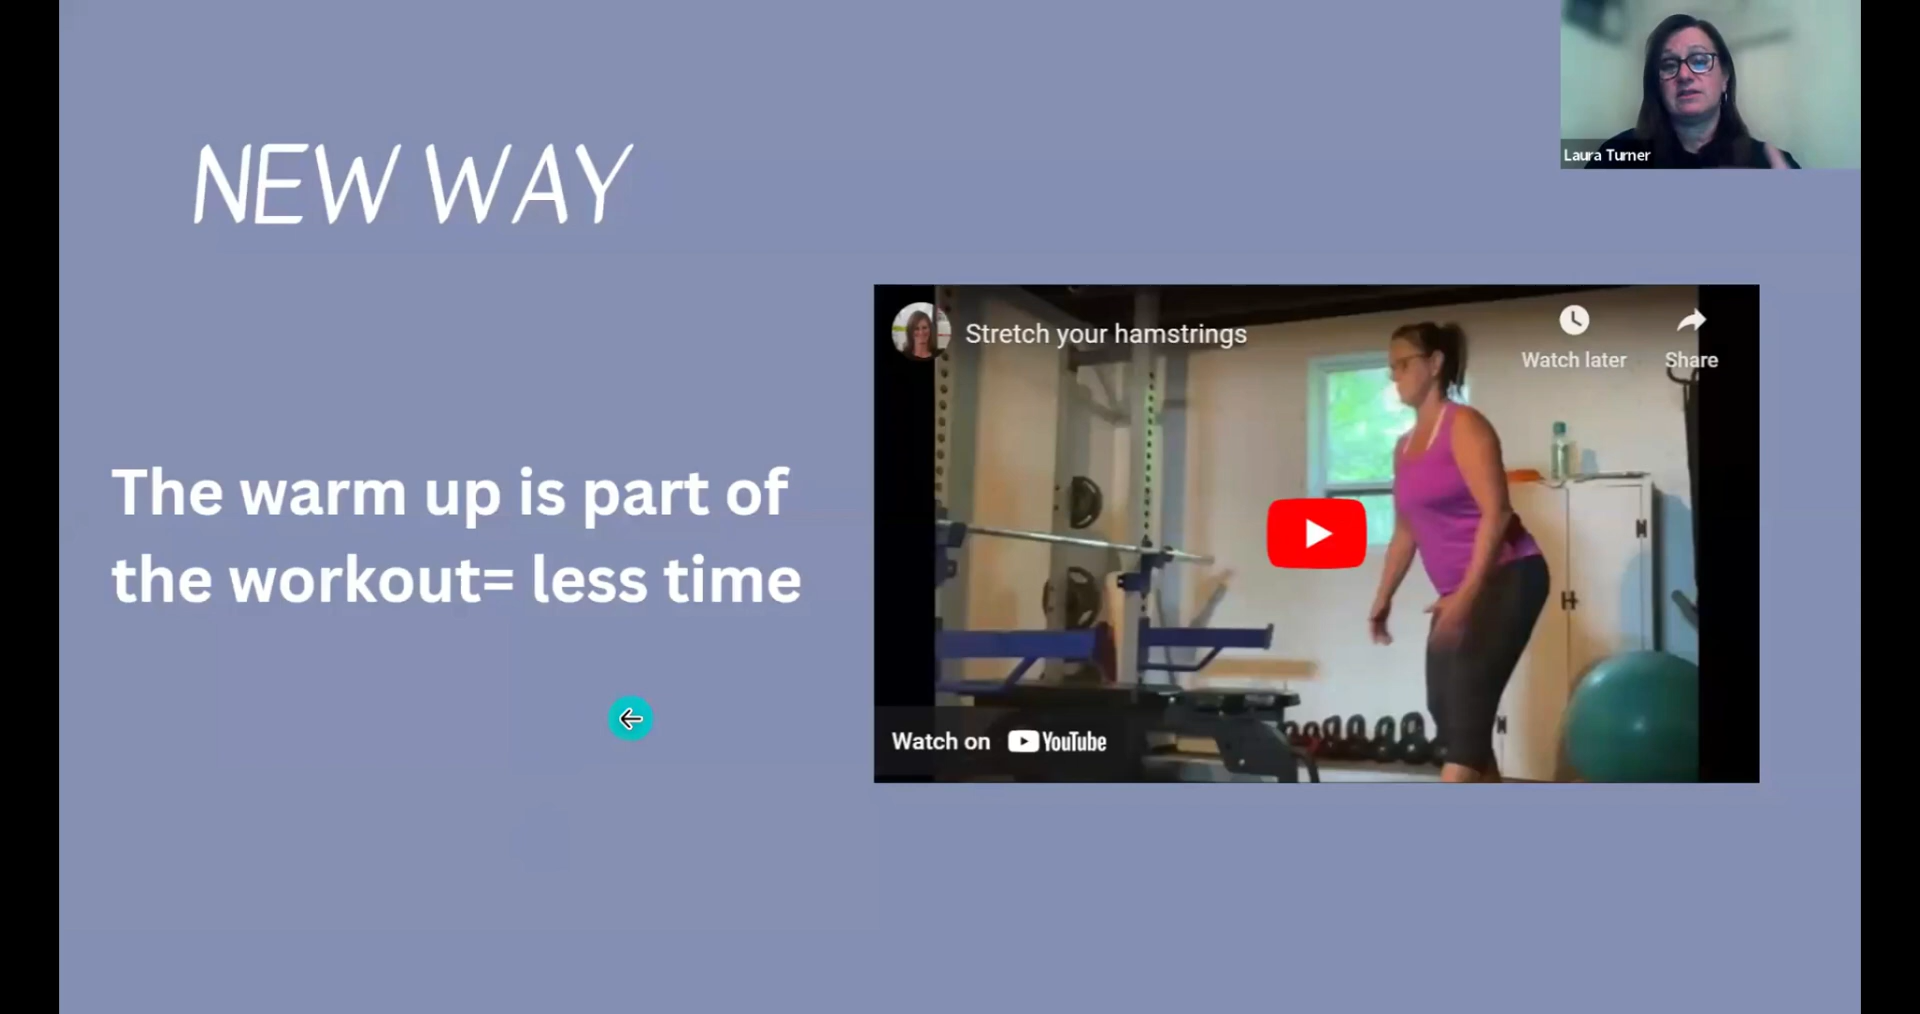 Laura Turner
NEW WAY
Stretch your hamstrings
Watch later
Share
The warm up is part of
the workout= less time
Watch on YouTube